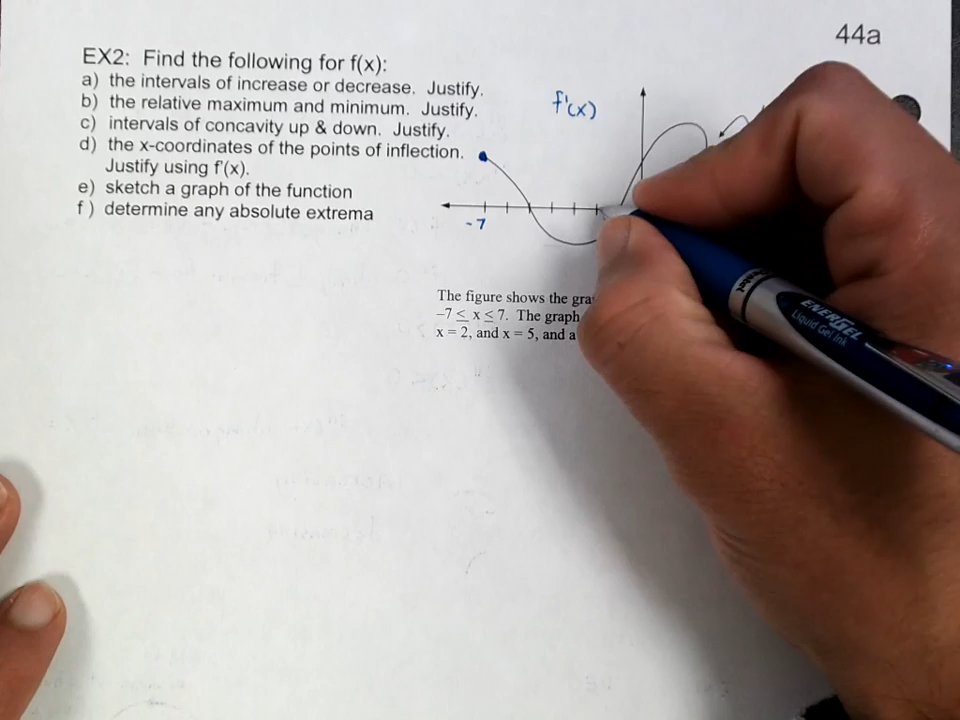 44a
EX2: Find the following for f(x):
a) the intervals of increase or decrease. Justify.
b) the relative maximum and minimum. Justify.
c) intervals of concavity up & down. Justify.
d) the x-coordinates of the points of inflection.
Justify using f'(x).
e) sketch a graph of the function
f) determine any absolute extrema
f'(x)
-7
The figure shows the
−7 ≤ x ≤ 7. The graph
x = 2, and x = 5, and a
ENERGEL
Liquid Gel Ink